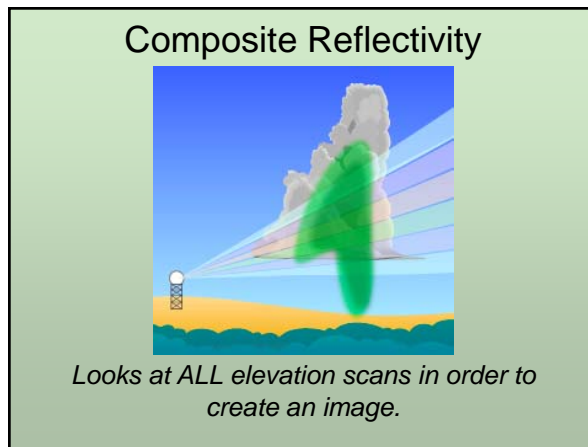 Composite Reflectivity
Looks at ALL elevation scans in order to
create an image.